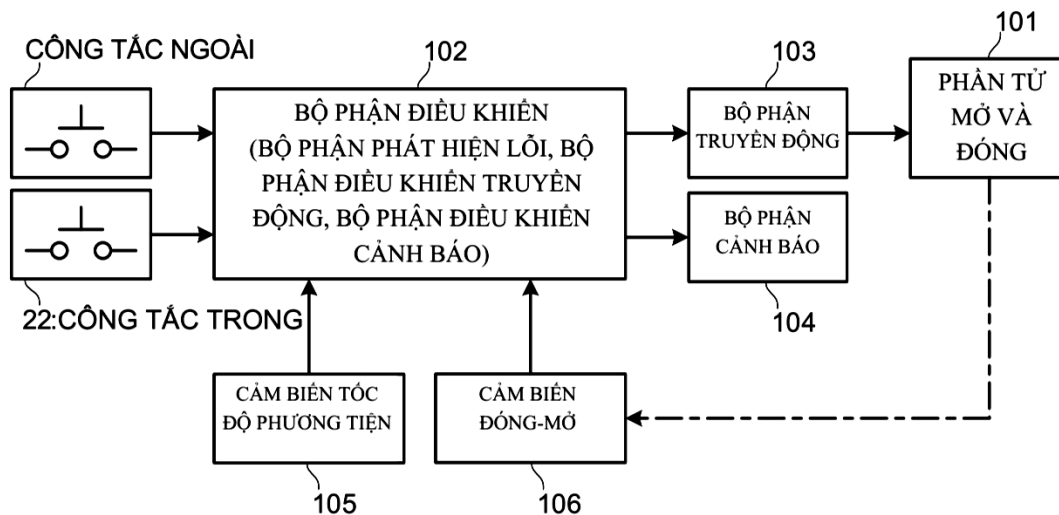 CÔNG TẮC NGOÀI
102
103
101
BỘ PHẬN ĐIỀU KHIỂN
(BỘ PHẬN PHÁT HIỆN LỖI, BỘ
PHẬN ĐIỀU KHIỂN TRUYỀN
ĐỘNG, BỘ PHẬN ĐIỀU KHIỂN
CẢNH BÁO)
BỘ PHẬN
TRUYỀN ĐỘNG
PHẦN TỬ
MỞ VÀ
ĐÓNG
BỘ PHẬN
CẢNH BÁO
22:CÔNG TẮC TRONG
104
CẢM BIẾN TỐC
ĐỘ PHƯƠNG TIỆN
CẢM BIẾN
ĐÓNG-MỞ
105
106